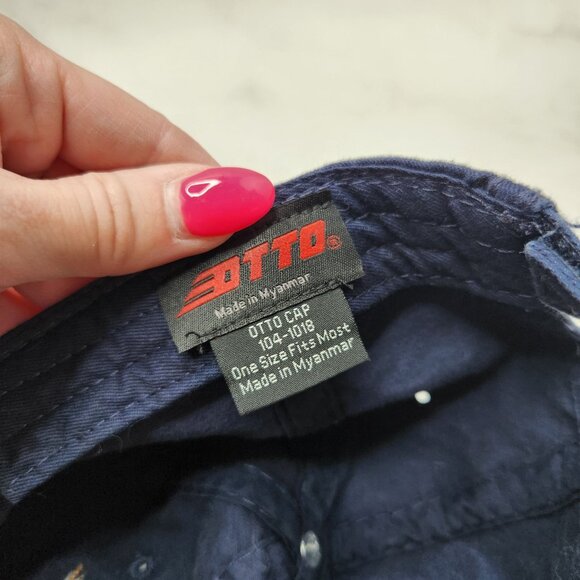 OTTO®
Made in Myanmar
OTTO CAP
104-1018
One Size Fits Most
Made in Myanmar